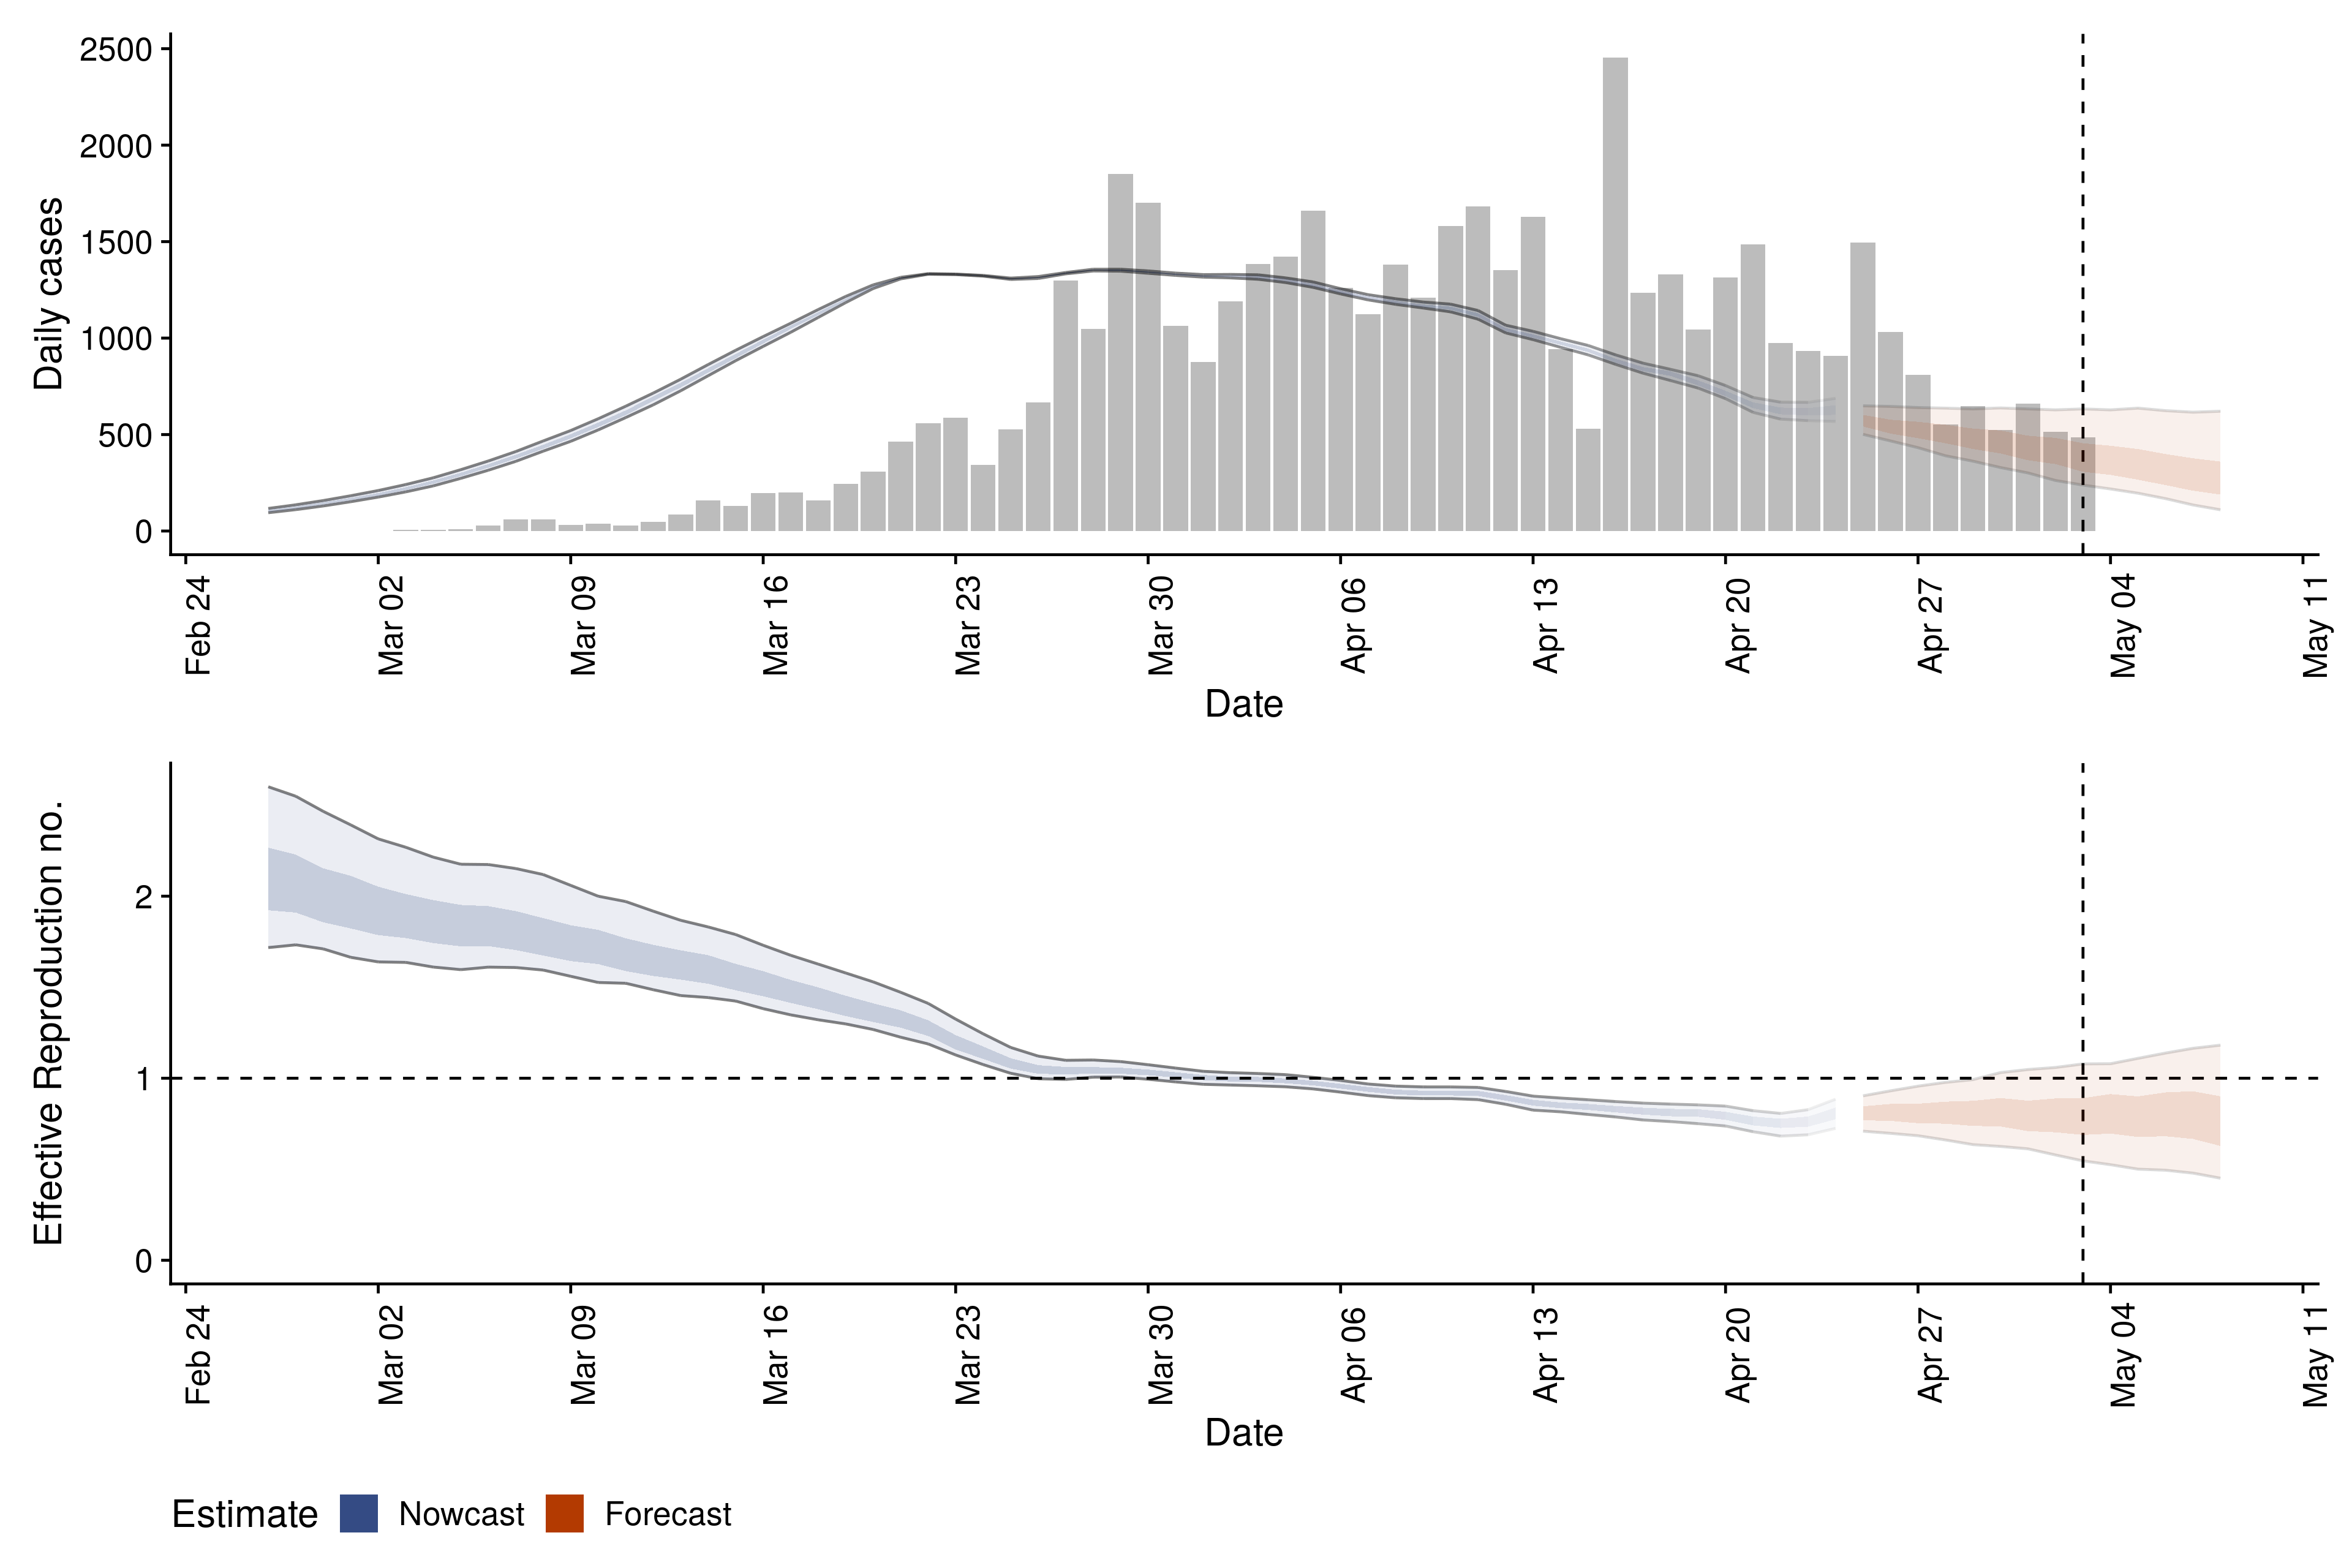 Daily cases
2500
2000
1500
1000
500
0
Feb 24
Mar 02
Mar 09
Mar 16
Mar 23
Mar 30
Apr 06
Apr 13
Apr 20
Apr 27
May 04
May 11
Date
Effective Reproduction no.
2
1
0
Feb 24
Mar 02
Mar 09
Mar 16
Mar 23
Mar 30
Apr 06
Apr 13
Apr 20
Apr 27
May 04
May 11
Date
Estimate Nowcast Forecast